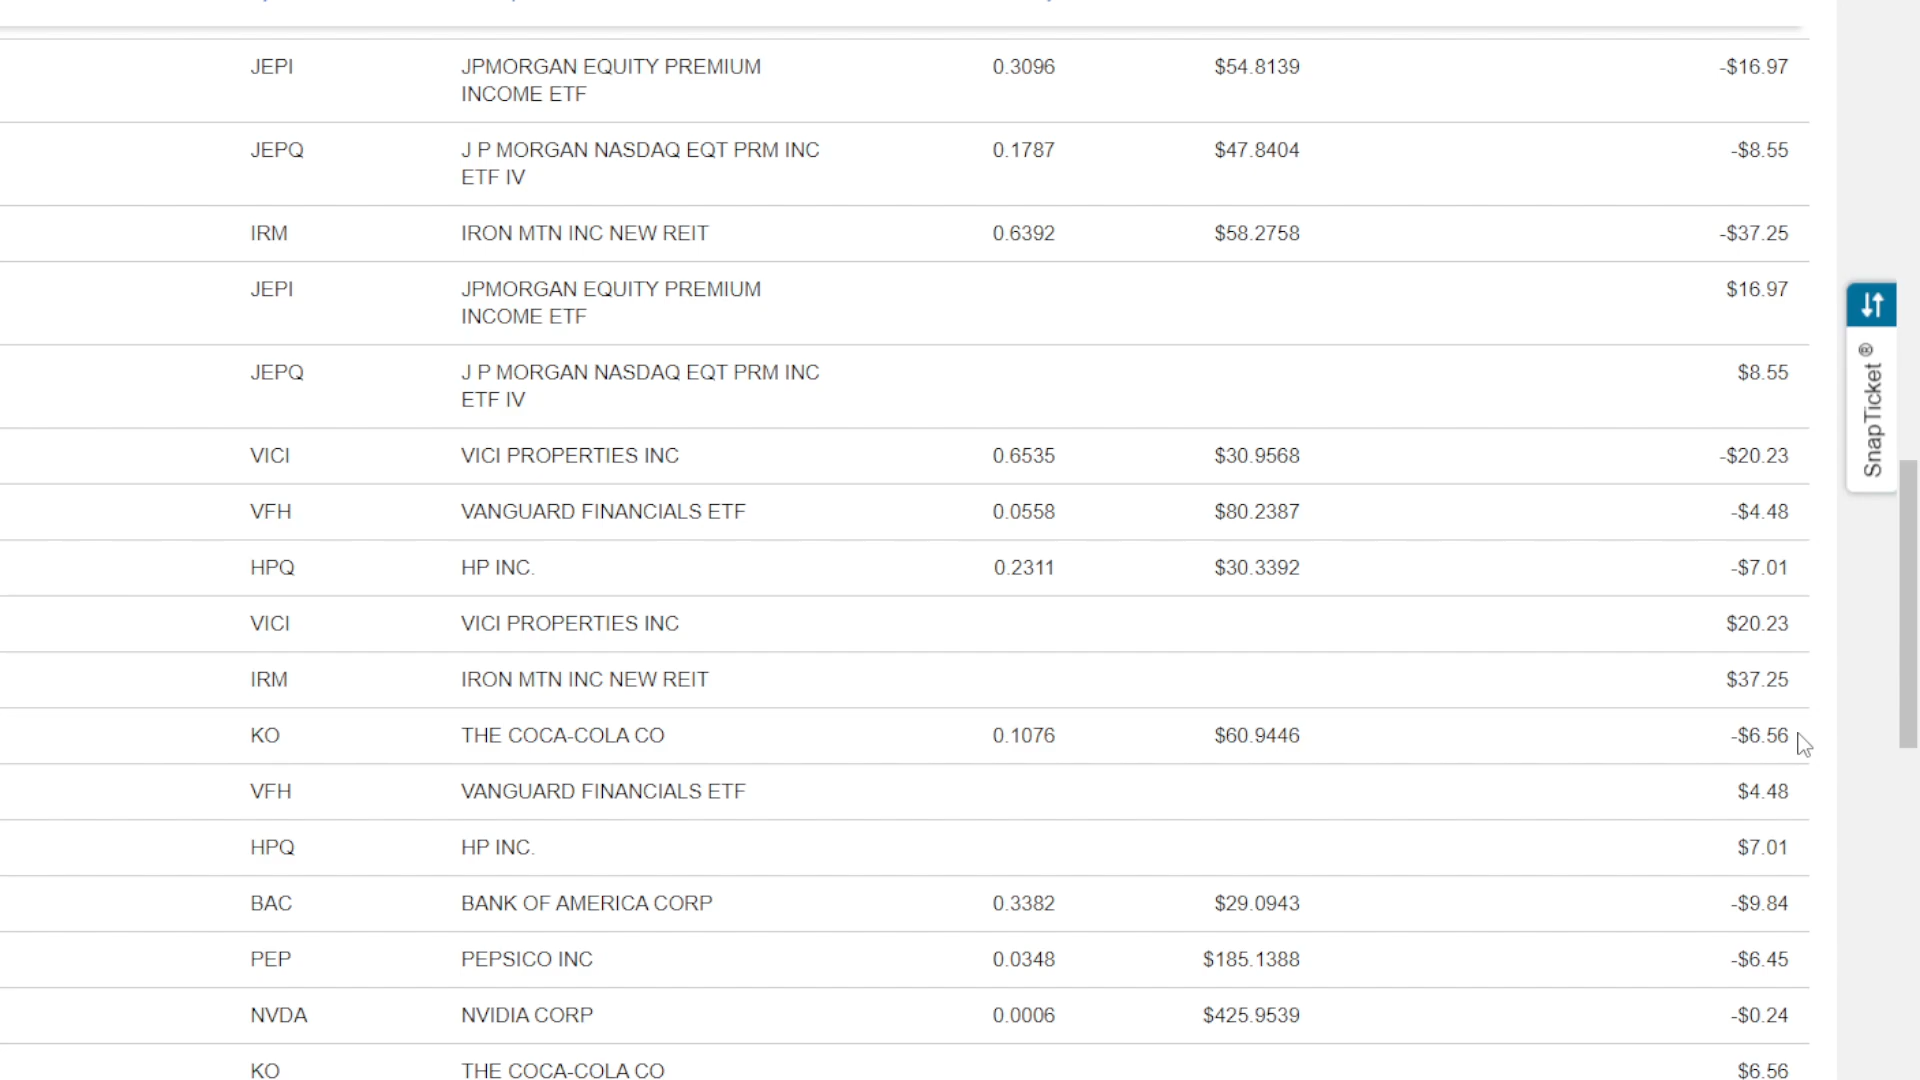 JEPI JPMORGAN EQUITY PREMIUM 0.3096 $54.8139 -$16.97
INCOME ETF
JEPQ J P MORGAN NASDAQ EQT PRM INC 0.1787 $47.8404 -$8.55
ETF IV
IRM IRON MTN INC NEW REIT 0.6392 $58.2758 -$37.25
JEPI JPMORGAN EQUITY PREMIUM $16.97
INCOME ETF
JEPQ J P MORGAN NASDAQ EQT PRM INC $8.55
ETF IV
VICI VICI PROPERTIES INC 0.6535 $30.9568 -$20.23
VFH VANGUARD FINANCIALS ETF 0.0558 $80.2387 -$4.48
HPQ HP INC. 0.2311 $30.3392 -$7.01
VICI VICI PROPERTIES INC $20.23
IRM IRON MTN INC NEW REIT $37.25
KO THE COCA-COLA CO 0.1076 $60.9446 -$6.56
VFH VANGUARD FINANCIALS ETF $4.48
HPQ HP INC. $7.01
BAC BANK OF AMERICA CORP 0.3382 $29.0943 -$9.84
PEP PEPSICO INC 0.0348 $185.1388 -$6.45
NVDA NVIDIA CORP 0.0006 $425.9539 -$0.24
KO THE COCA-COLA CO $6.56
SnapTicket ®